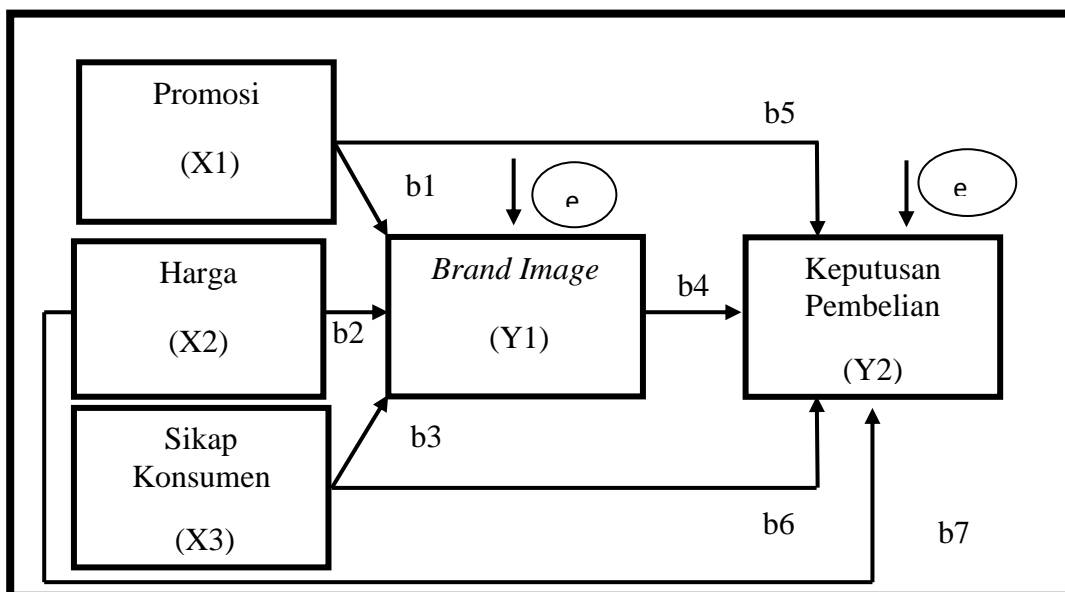 Promosi
(X1)
b5
b1
e
e
Harga
(X2)
b2
Brand Image
(Y1)
b4
Keputusan
Pembelian
(Y2)
Sikap
Konsumen
(X3)
b3
b6
b7